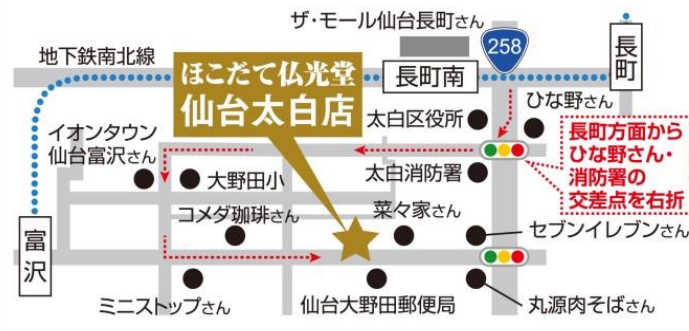 ザ・モール仙台長町さん
258
長町
地下鉄南北線
長町南
ほこだて仏光堂
仙台太白店
ひな野さん
太白区役所
長町方面から
ひな野さん・
消防署の
交差点を右折
イオンタウン
仙台富沢さん
大野田小
太白消防署
コメダ珈琲さん
菜々家さん
セブンイレブンさん
富沢
ミニストップさん
仙台大野田郵便局
丸源肉そばさん